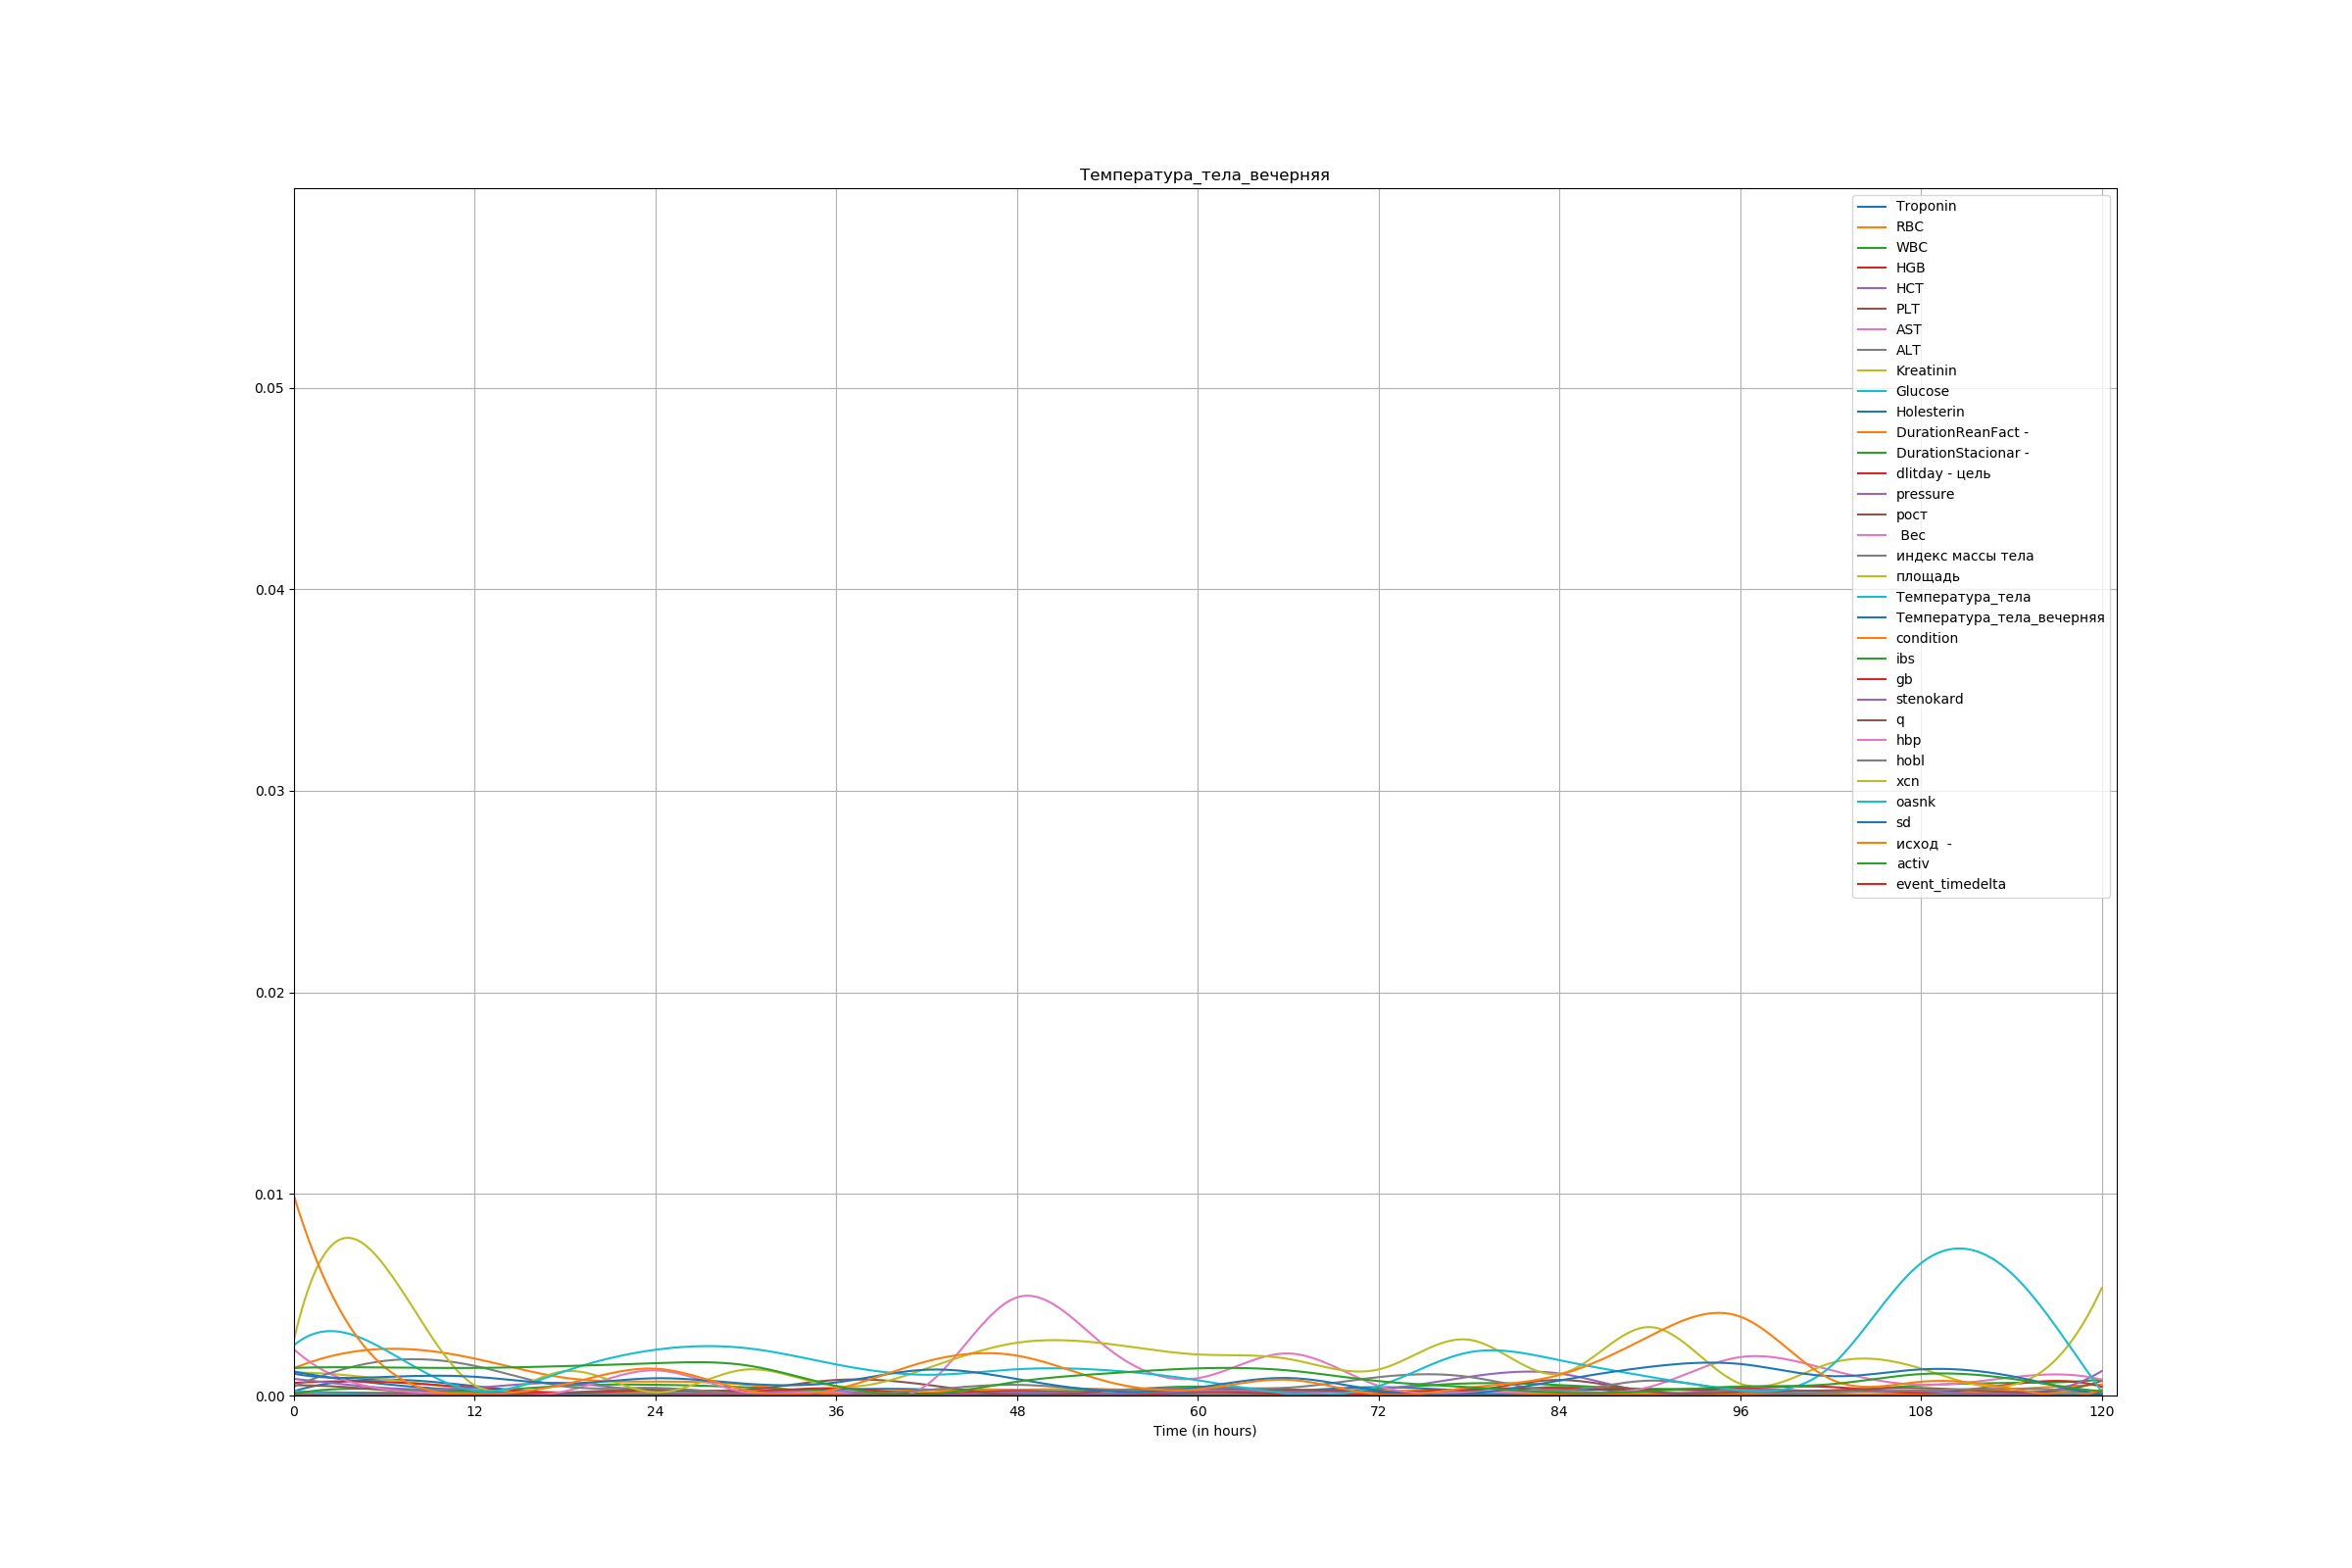 Температура_тела_вечерняя
Troponin
RBC
WBC
HGB
HCT
PLT
AST
ALT
Kreatinin
Glucose
Holesterin
DurationReanFact -
DurationStacionar -
dlitday - цель
pressure
рост
Вес
индекс массы тела
площадь
Температура_тела
Температура_тела_вечерняя
condition
ibs
gb
stenokard
q
hbp
hobl
xcn
oasnk
sd
исход  -
activ
event_timedelta
0.05
0.04
0.03
0.02
0.01
0.00
0 12 24 36 48 60 72 84 96 108 120
Time (in hours)